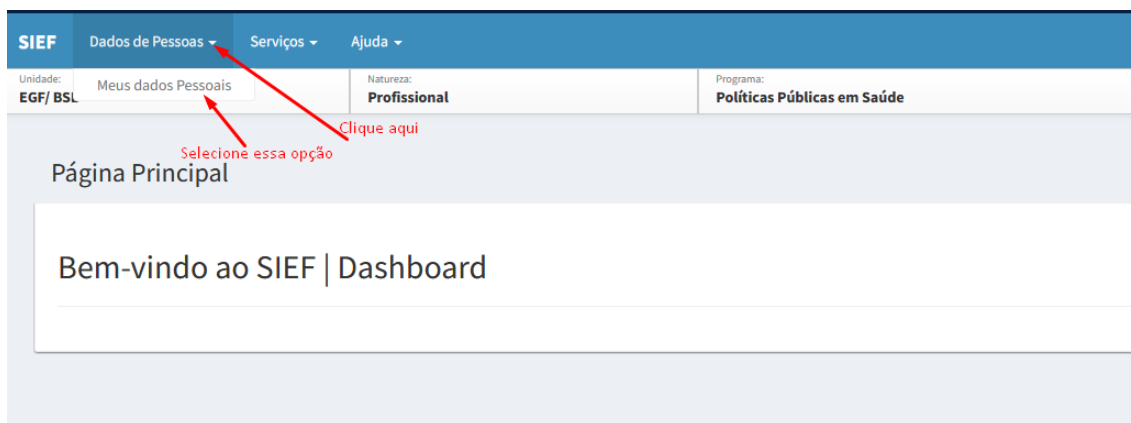 SIEF Dados de Pessoas Serviços Ajuda
Unidade: Natureza: Programa:
Meus dados Pessoais
EGF/ Profissional Políticas Públicas em Saúde
Clique aqui
Selecione essa opção
Página Principal
Bem-vindo ao SIEF | Dashboard